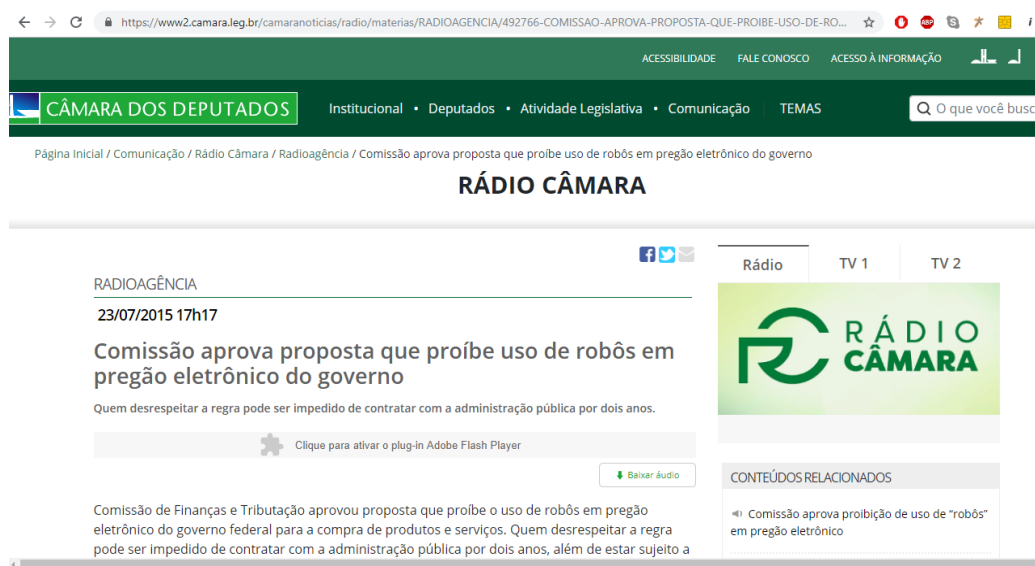 https://www2.camara.leg.br/camaranoticias/radio/materias/RADIOAGENCIA/492766-COMISSAO-APROVA-PROPOSTA-QUE-PROIBE-USO-DE-RO...
ACESSIBILIDADE FALE CONOSCO ACESSO À INFORMAÇÃO
CÂMARA DOS DEPUTADOS Institucional • Deputados • Atividade Legislativa • Comunicação TEMAS O que você busc
Página Inicial / Comunicação / Rádio Câmara / Radioagência / Comissão aprova proposta que proíbe uso de robôs em pregão eletrônico do governo
RÁDIO CÂMARA
RADIOAGÊNCIA
23/07/2015 17h17
Comissão aprova proposta que proíbe uso de robôs em
pregão eletrônico do governo
Quem desrespeitar a regra pode ser impedido de contratar com a administração pública por dois anos.
Clique para ativar o plug-in Adobe Flash Player
Baixar áudio
Comissão de Finanças e Tributação aprovou proposta que proíbe o uso de robôs em pregão
eletrônico do governo federal para a compra de produtos e serviços. Quem desrespeitar a regra
pode ser impedido de contratar com a administração pública por dois anos, além de estar sujeito a
Rádio TV 1 TV 2
RÁDIO
CÂMARA
CONTEÚDOS RELACIONADOS
Comissão aprova proibição de uso de “robôs”
em pregão eletrônico